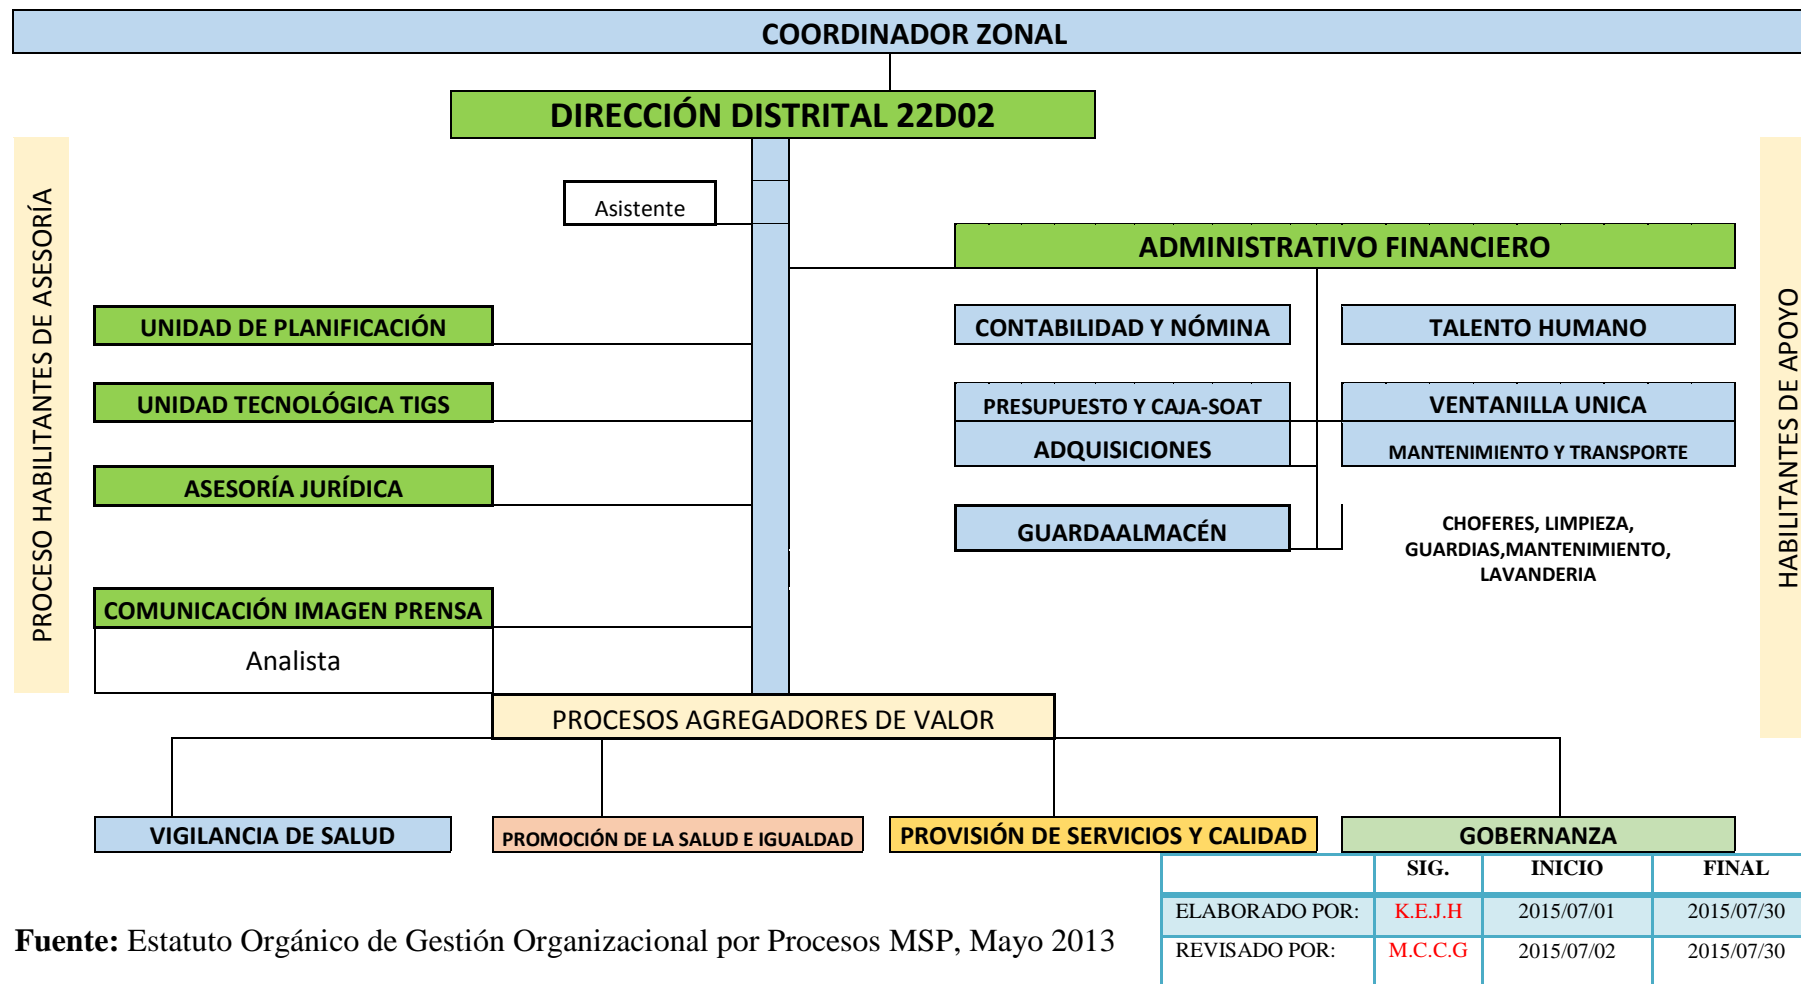 COORDINADOR ZONAL
DIRECCIÓN DISTRITAL 22D02
PROCESO HABILITANTES DE ASESORÍA
Asistente
ADMINISTRATIVO FINANCIERO
UNIDAD DE PLANIFICACIÓN
CONTABILIDAD Y NÓMINA
TALENTO HUMANO
UNIDAD TECNOLÓGICA TIGS
PRESUPUESTO Y CAJA-SOAT
VENTANILLA UNICA
ADQUISICIONES
MANTENIMIENTO Y TRANSPORTE
ASESORÍA JURÍDICA
GUARDAALMACÉN
CHOFERES, LIMPIEZA,
GUARDIAS,MANTENIMIENTO,
LAVANDERIA
COMUNICACIÓN IMAGEN PRENSA
Analista
HABILITANTES DE APOYO
PROCESOS AGREGADORES DE VALOR
VIGILANCIA DE SALUD
PROMOCIÓN DE LA SALUD E IGUALDAD
PROVISIÓN DE SERVICIOS Y CALIDAD
GOBERNANZA
SIG. INICIO FINAL
ELABORADO POR: K.E.J.H 2015/07/01 2015/07/30
REVISADO POR: M.C.C.G 2015/07/02 2015/07/30
Fuente: Estatuto Orgánico de Gestión Organizacional por Procesos MSP, Mayo 2013